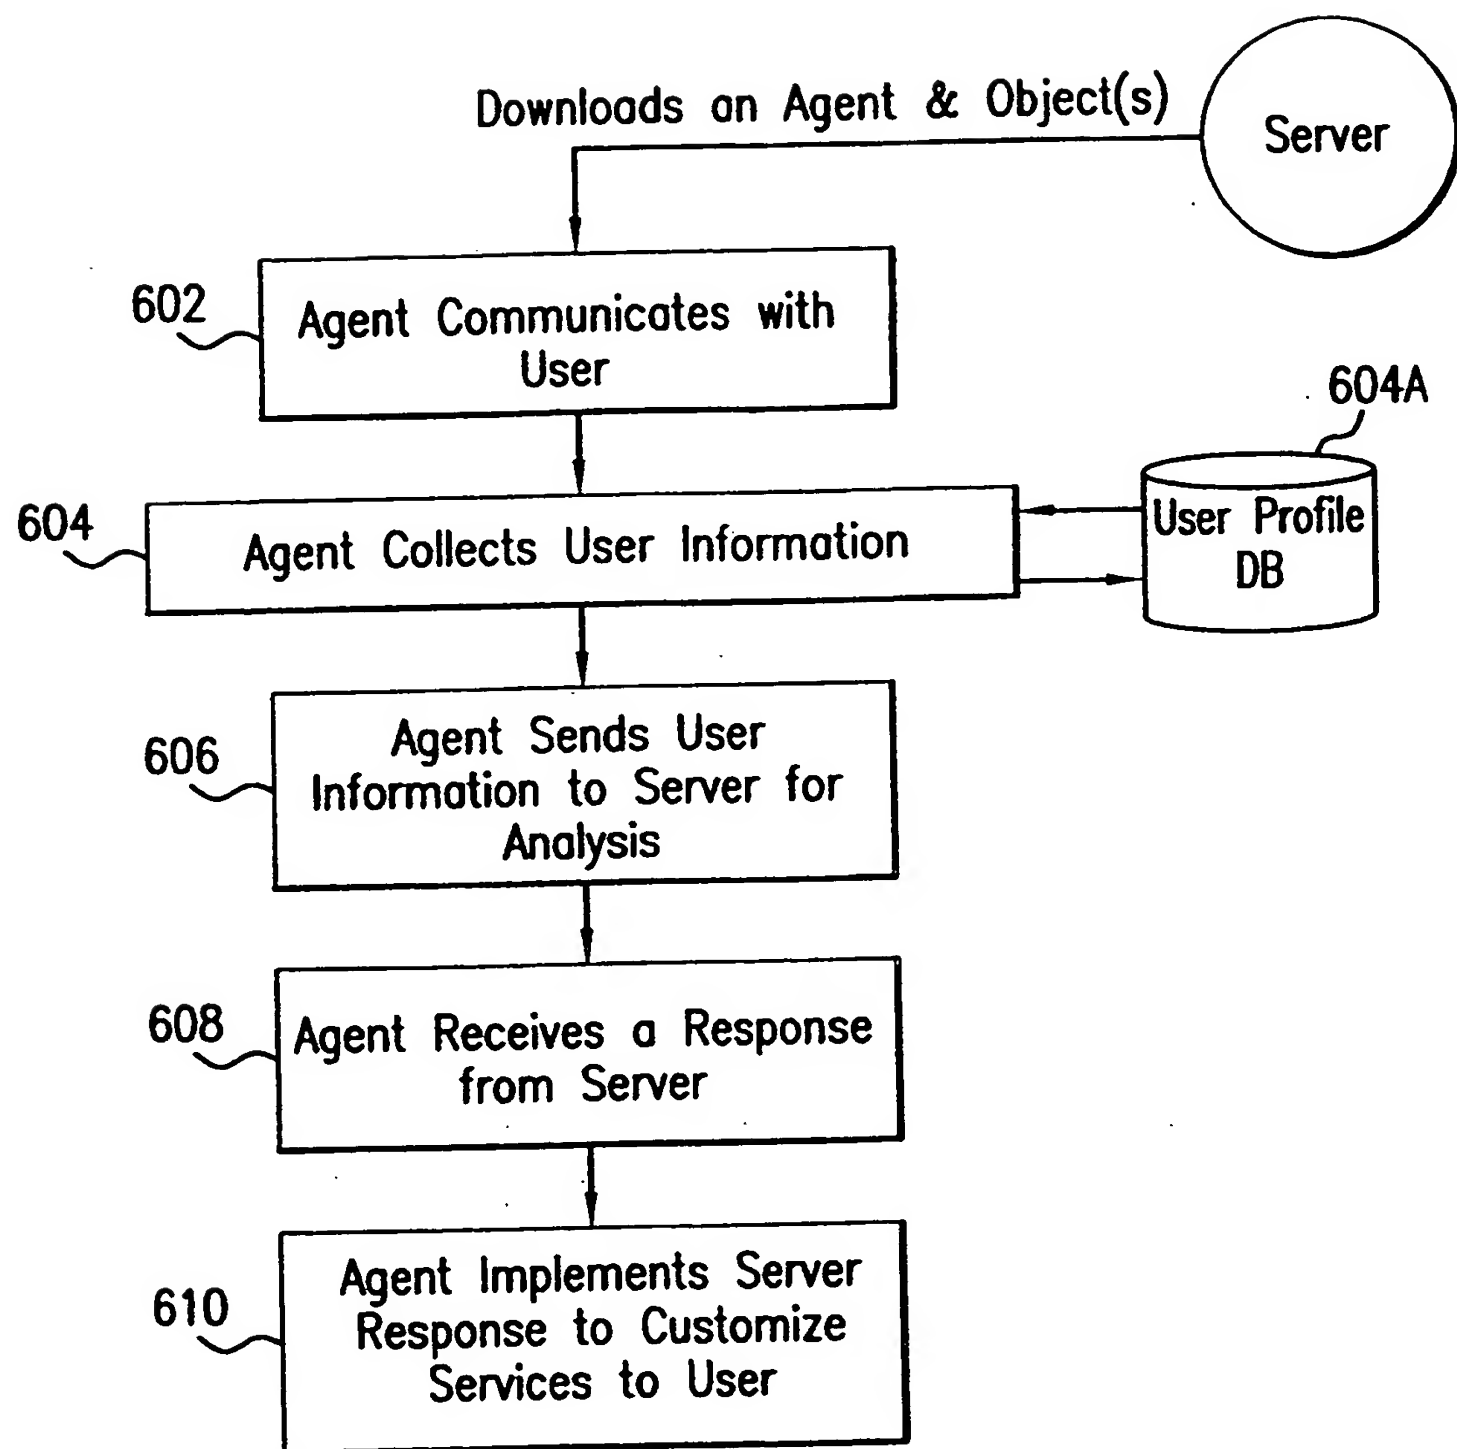 Downloads an Agent & Object(s)
Server
602
Agent Communicates with
User
604A
604
Agent Collects User Information
User Profile
DB
606
Agent Sends User
Information to Server for
Analysis
608
Agent Receives a Response
from Server
610
Agent Implements Server
Response to Customize
Services to User